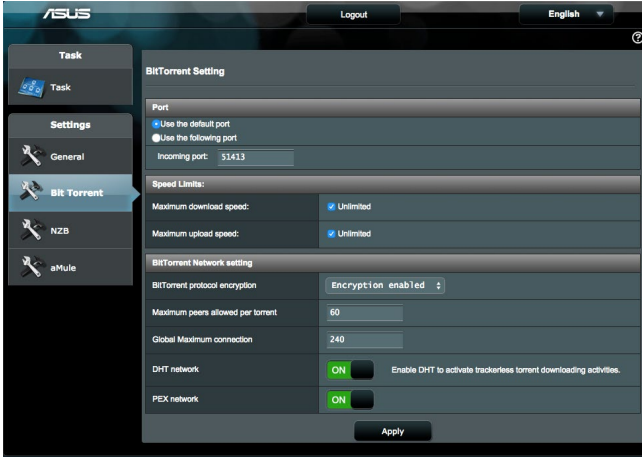 ASUS
Logout
English
?
Task
Task
Settings
General
Bit Torrent
NZB
aMule
BitTorrent Setting
Port
Use the default port
Use the following port
Incoming port: 51413
Speed Limits:
Maximum download speed: Unlimited
Maximum upload speed: Unlimited
BitTorrent Network setting
BitTorrent protocol encryption Encryption enabled
Maximum peers allowed per torrent 60
Global Maximum connection 240
DHT network ON Enable DHT to activate trackerless torrent downloading activities.
PEX network ON
Apply